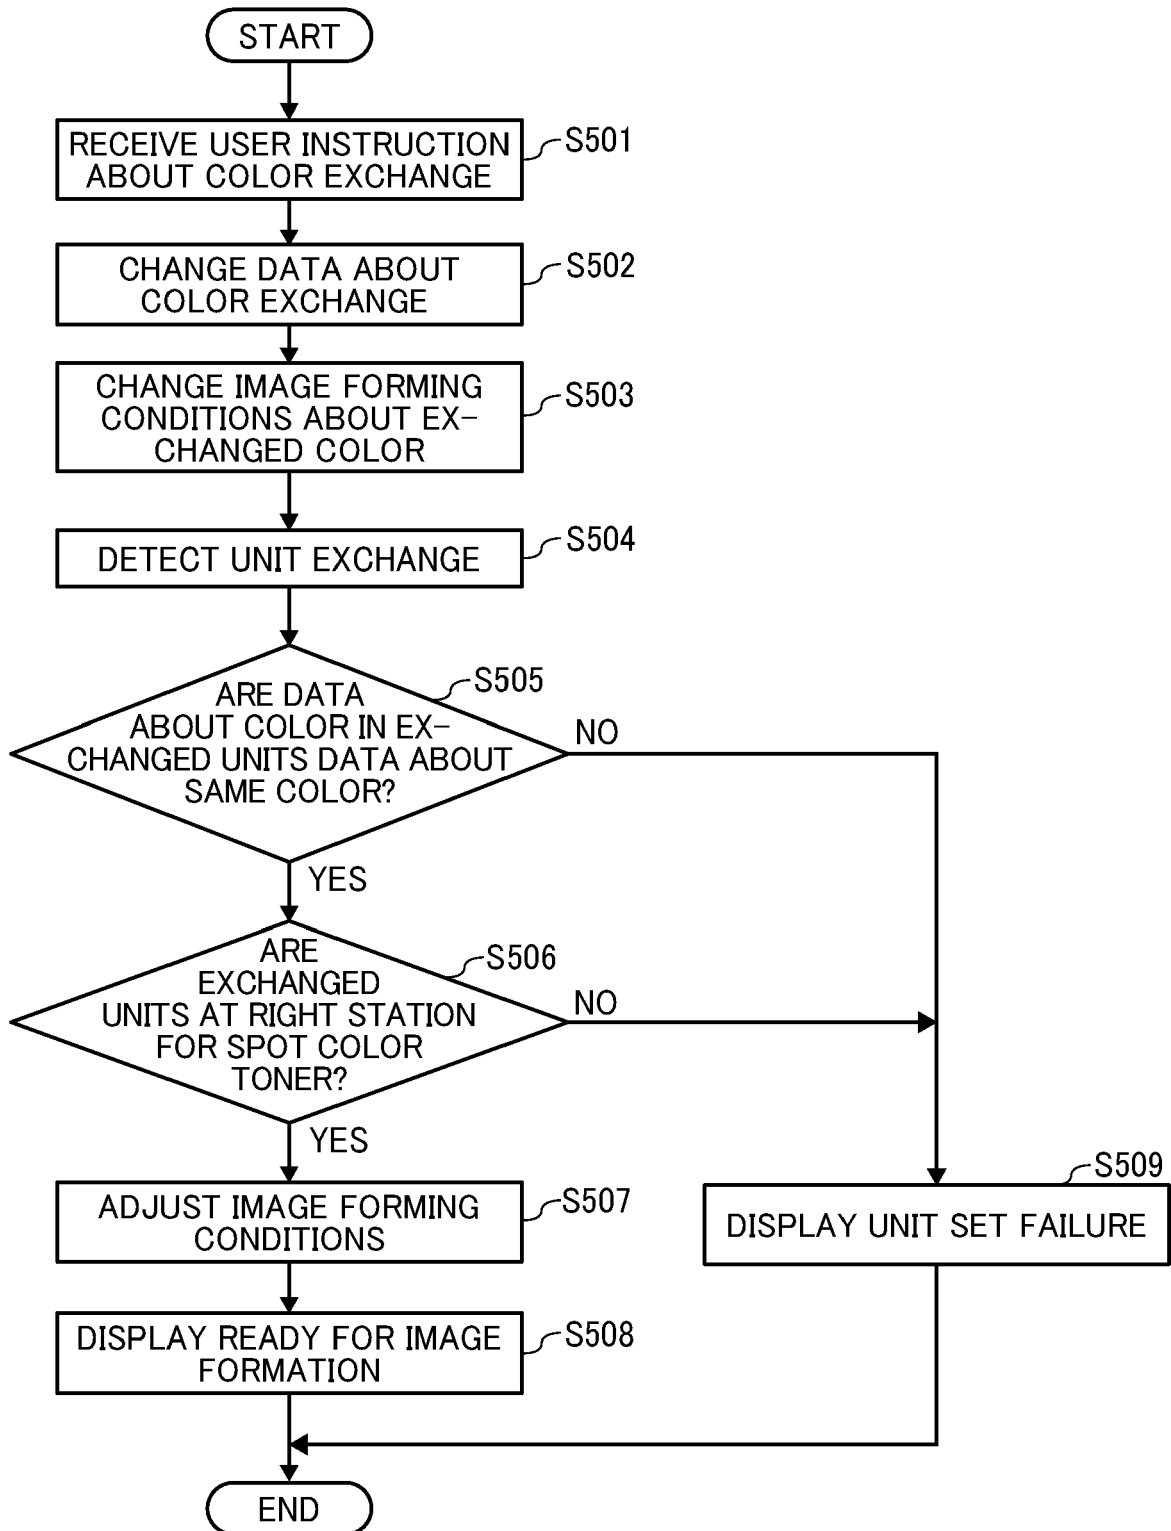 START
RECEIVE USER INSTRUCTION
ABOUT COLOR EXCHANGE
S501
CHANGE DATA ABOUT
COLOR EXCHANGE
S502
CHANGE IMAGE FORMING
CONDITIONS ABOUT EX-
CHANGED COLOR
S503
DETECT UNIT EXCHANGE
S504
ARE DATA
ABOUT COLOR IN EX-
CHANGED UNITS DATA ABOUT
SAME COLOR?
S505
NO
YES
ARE
EXCHANGED
UNITS AT RIGHT STATION
FOR SPOT COLOR
TONER?
S506
NO
YES
ADJUST IMAGE FORMING
CONDITIONS
S507
S509
DISPLAY UNIT SET FAILURE
DISPLAY READY FOR IMAGE
FORMATION
S508
END